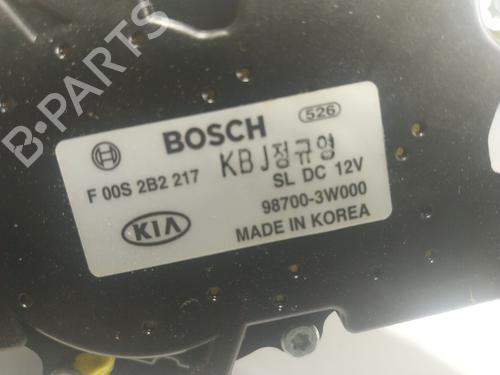 B-PARTS
526
BOSCH
KBJ정규영
F 00S 2B2 217
SL DC 12V
98700-3W000
KIA
MADE IN KOREA